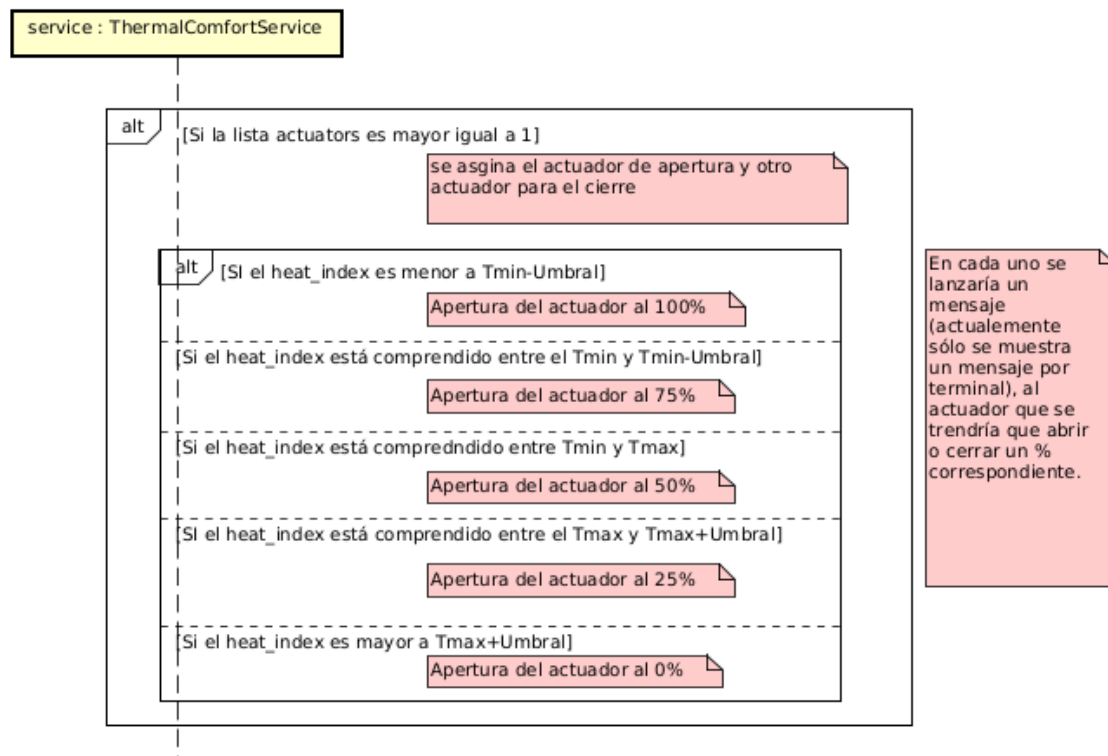 service : ThermalComfortService
alt
[Si la lista actuators es mayor igual a 1]
se asgina el actuador de apertura y otro
actuador para el cierre
alt
[SI el heat_index es menor a Tmin-Umbral]
Apertura del actuador al 100%
[Si el heat_index está comprendido entre el Tmin y Tmin-Umbral]
Apertura del actuador al 75%
[Si el heat_index está compredndido entre Tmin y Tmax]
Apertura del actuador al 50%
[SI el heat_index está comprendido entre el Tmax y Tmax+Umbral]
Apertura del actuador al 25%
[Si el heat_index es mayor a Tmax+Umbral]
Apertura del actuador al 0%
En cada uno se
lanzaría un
mensaje
(actualemente
sólo se muestra
un mensaje por
terminal), al
actuador que se
trendría que abrir
o cerrar un %
correspondiente.